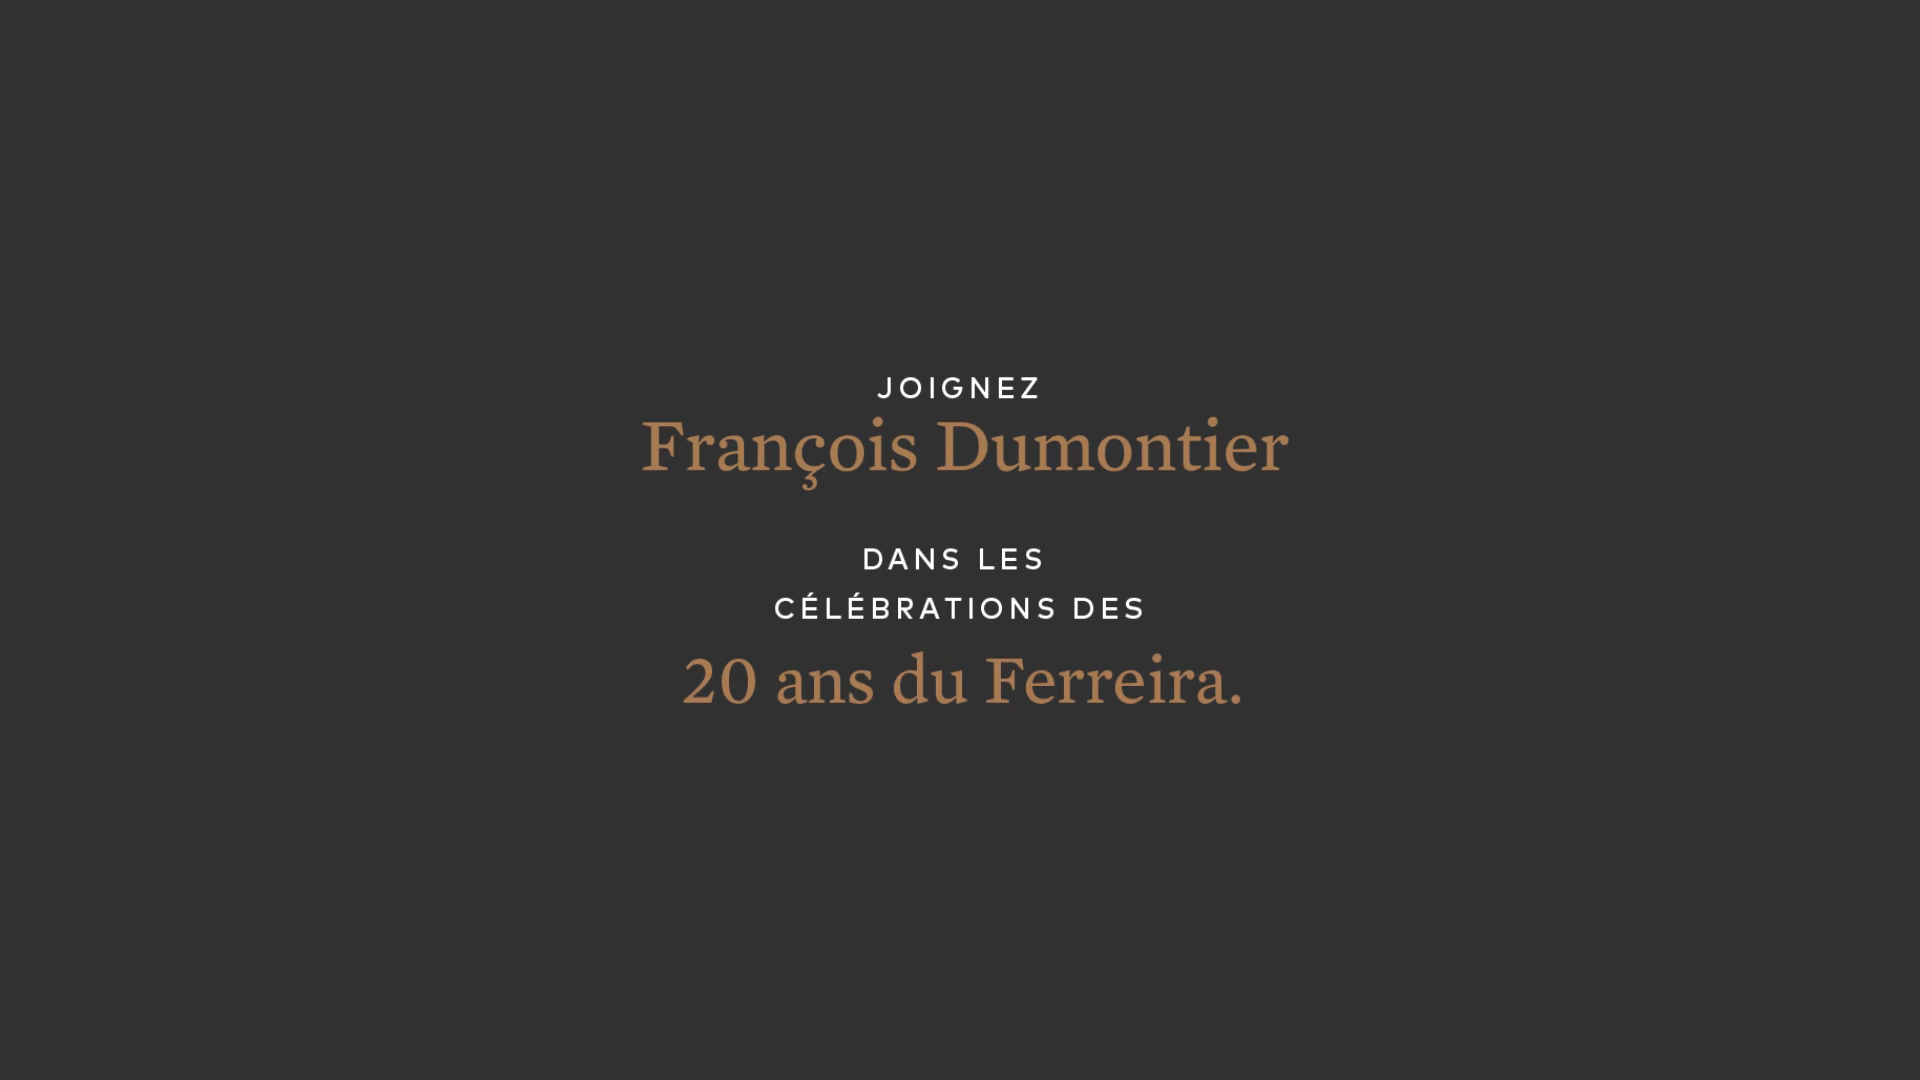 JOIGNEZ
François Dumontier
DANS LES
CÉLÉBRATIONS DES
20 ans du Ferreira.